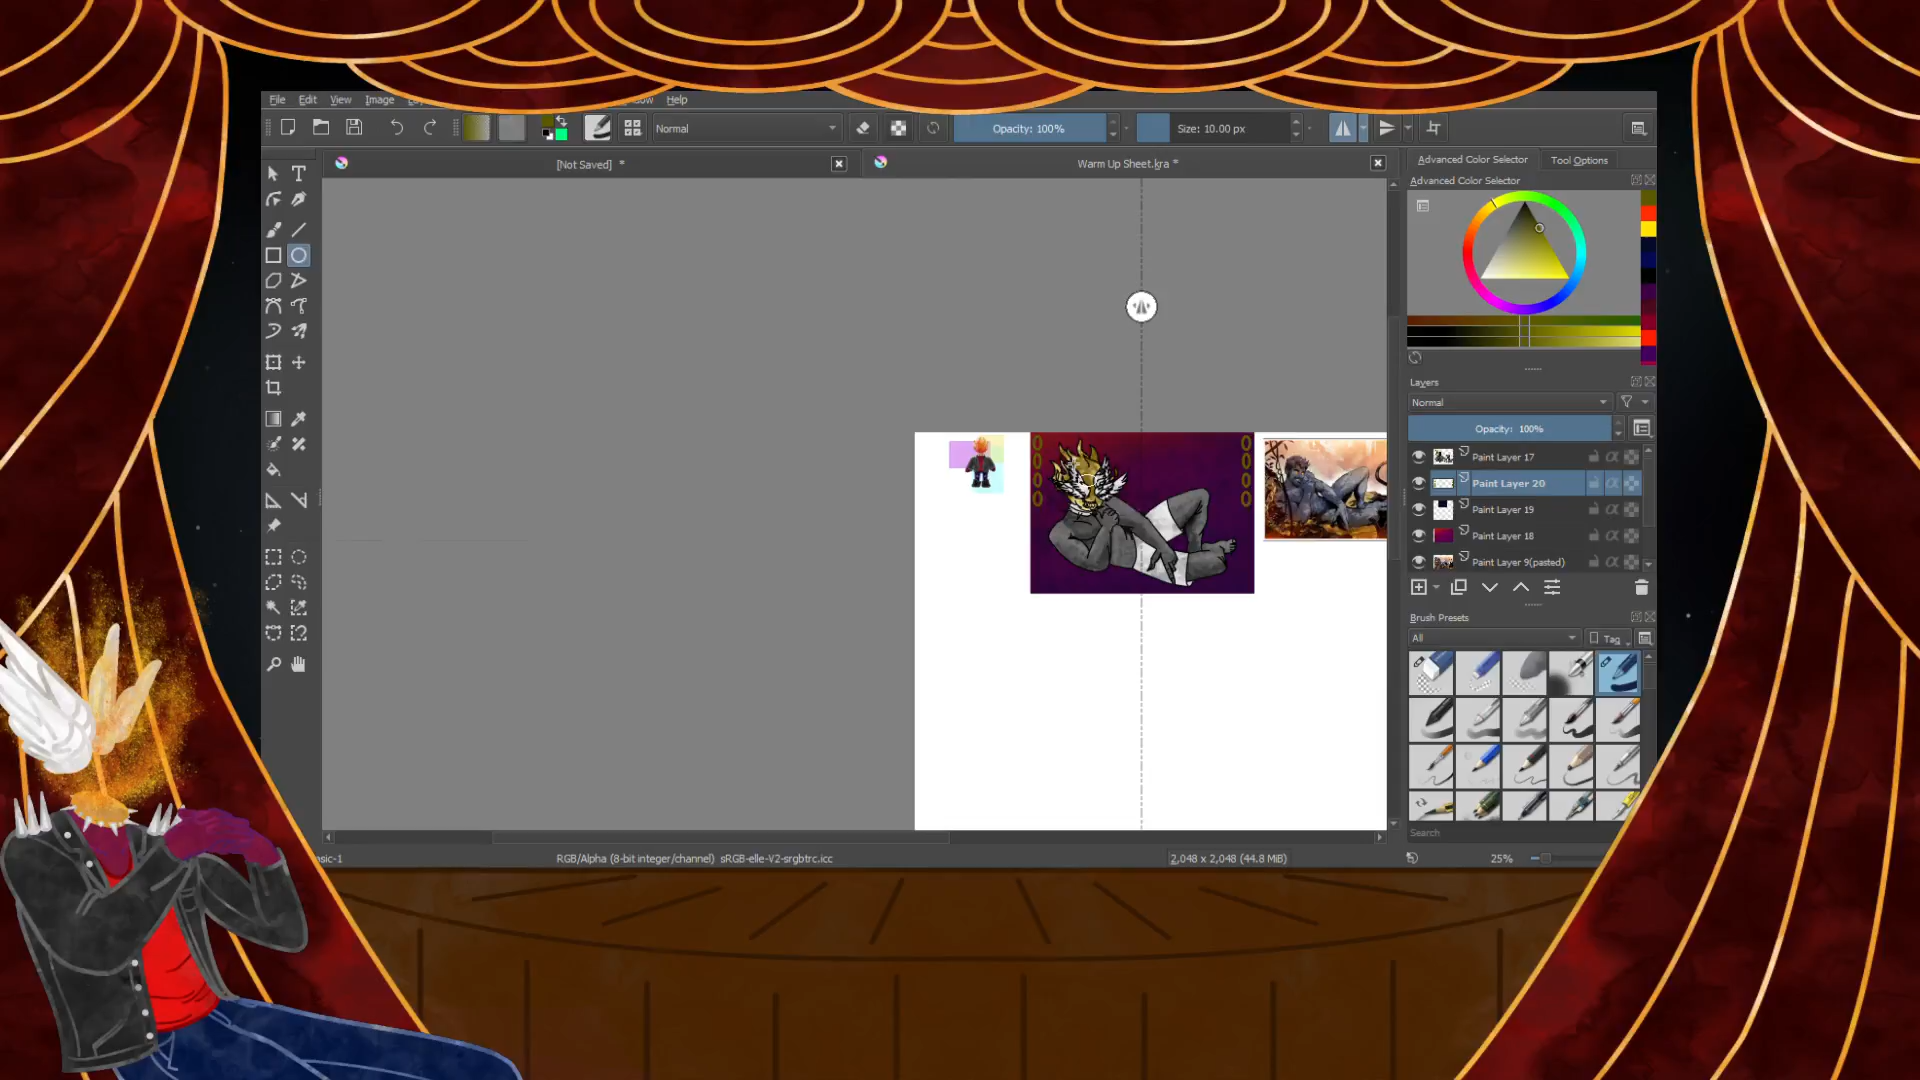 File Edit View Image Help
Normal
Opacity: 100%
Size: 10.00 px
[Not Saved] *
Warm Up Sheet.kra *
Advanced Color Selector
Tool Options
Advanced Color Selector
Layers
Normal
Opacity: 100%
Paint Layer 17
Paint Layer 20
Paint Layer 19
Paint Layer 18
Paint Layer 9(pasted)
Brush Presets
All
Tag
Search
RGB/Alpha (8-bit integer/channel) sRGB-elle-V2-srgbtrc.icc
2,048 x 2,048 (44.8 MiB)
25%